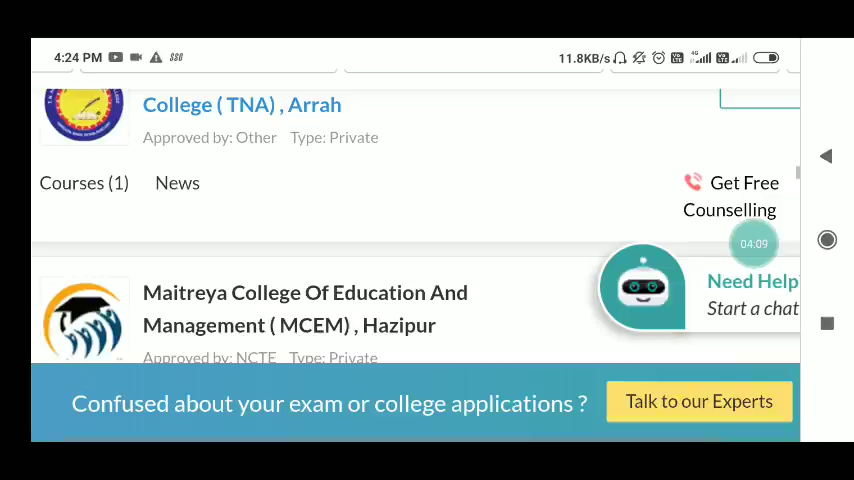 4:24 PM
11.8KB/s
4G
College ( TNA) , Arrah
Approved by: Other Type: Private
Courses (1) News
Get Free
Counselling
04:09
Maitreya College Of Education And
Management ( MCEM) , Hazipur
Approved by: NCTE Type: Private
Need Help
Start a chat
Confused about your exam or college applications ?
Talk to our Experts